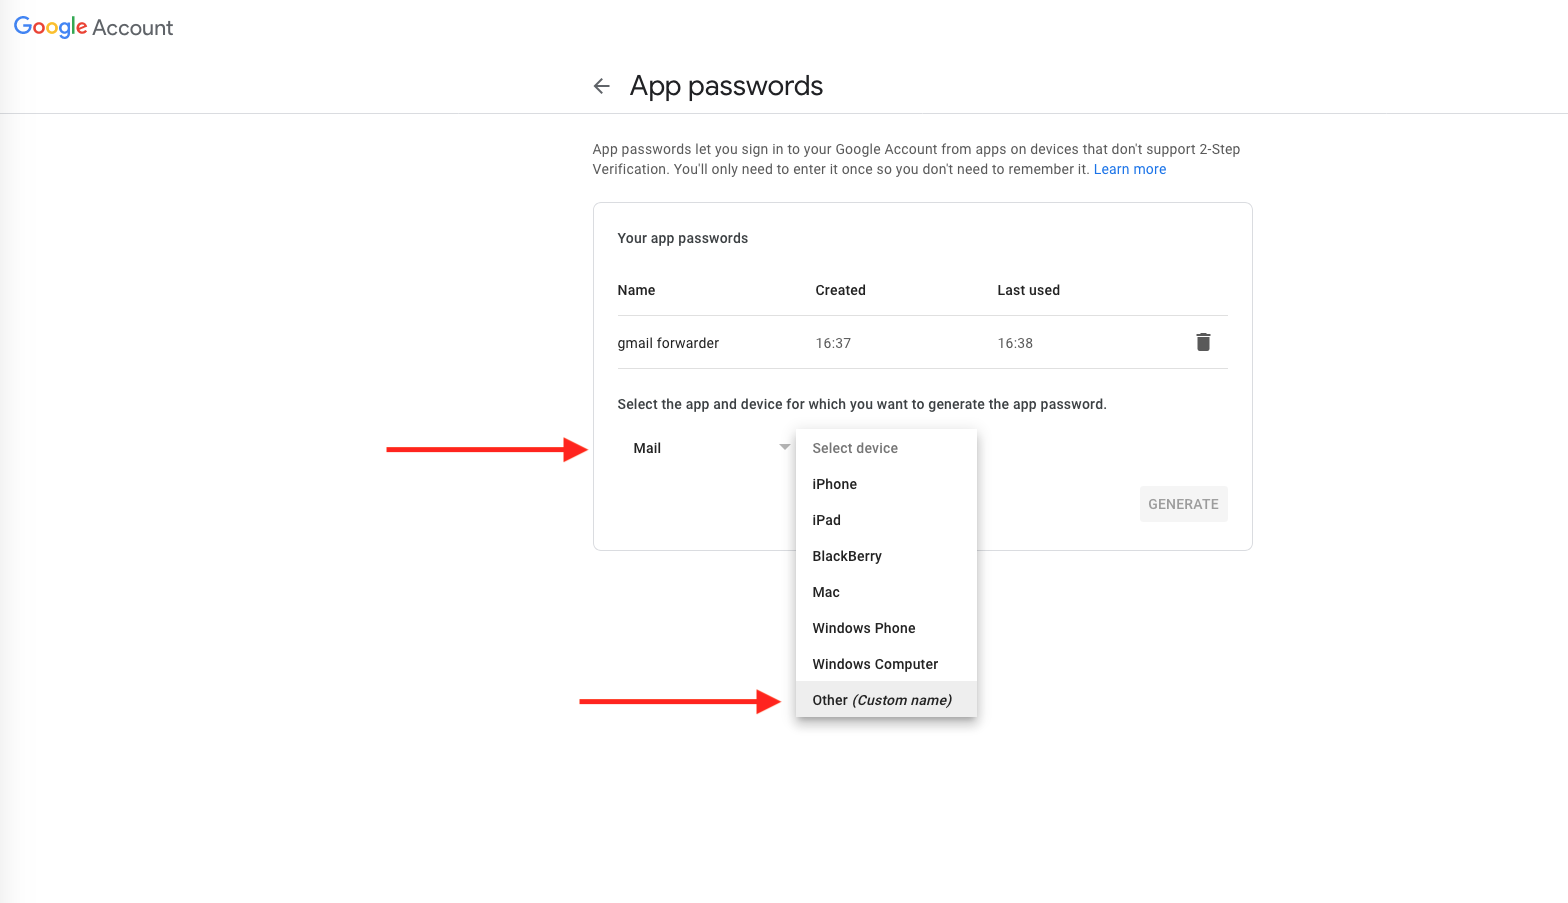 Google Account
App passwords
App passwords let you sign in to your Google Account from apps on devices that don't support 2-Step
Verification. You'll only need to enter it once so you don't need to remember it. Learn more
Your app passwords
Name Created Last used
gmail forwarder 16:37 16:38
Select the app and device for which you want to generate the app password.
Mail Select device
iPhone
GENERATE
iPad
BlackBerry
Mac
Windows Phone
Windows Computer
Other (Custom name)